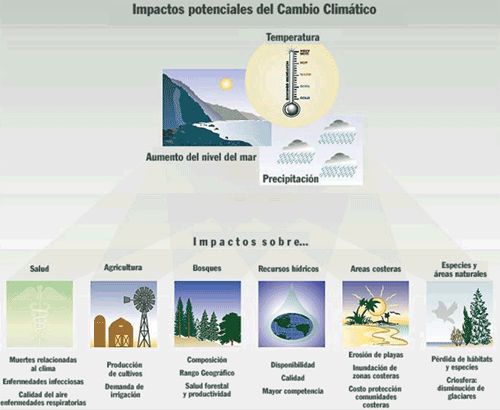 Impactos potenciales del Cambio Climático
Temperatura
Aumento del nivel del mar
Precipitación
Impactos sobre...
Salud
Muertes relacionadas
al clima
Enfermedades infecciosas
Calidad del aire
enfermedades respiratorias
Agricultura
Producción
de cultivos
Demanda de
irrigación
Bosques
Composición
Rango Geográfico
Salud forestal
y productividad
Recursos hídricos
Disponibilidad
Calidad
Mayor competencia
Areas costeras
Erosión de playas
Inundación de
zonas costeras
Costo protección
comunidades
costeras
Especies y
áreas naturales
Pérdida de hábitats
y especies
Criosfera:
disminución de
glaciares